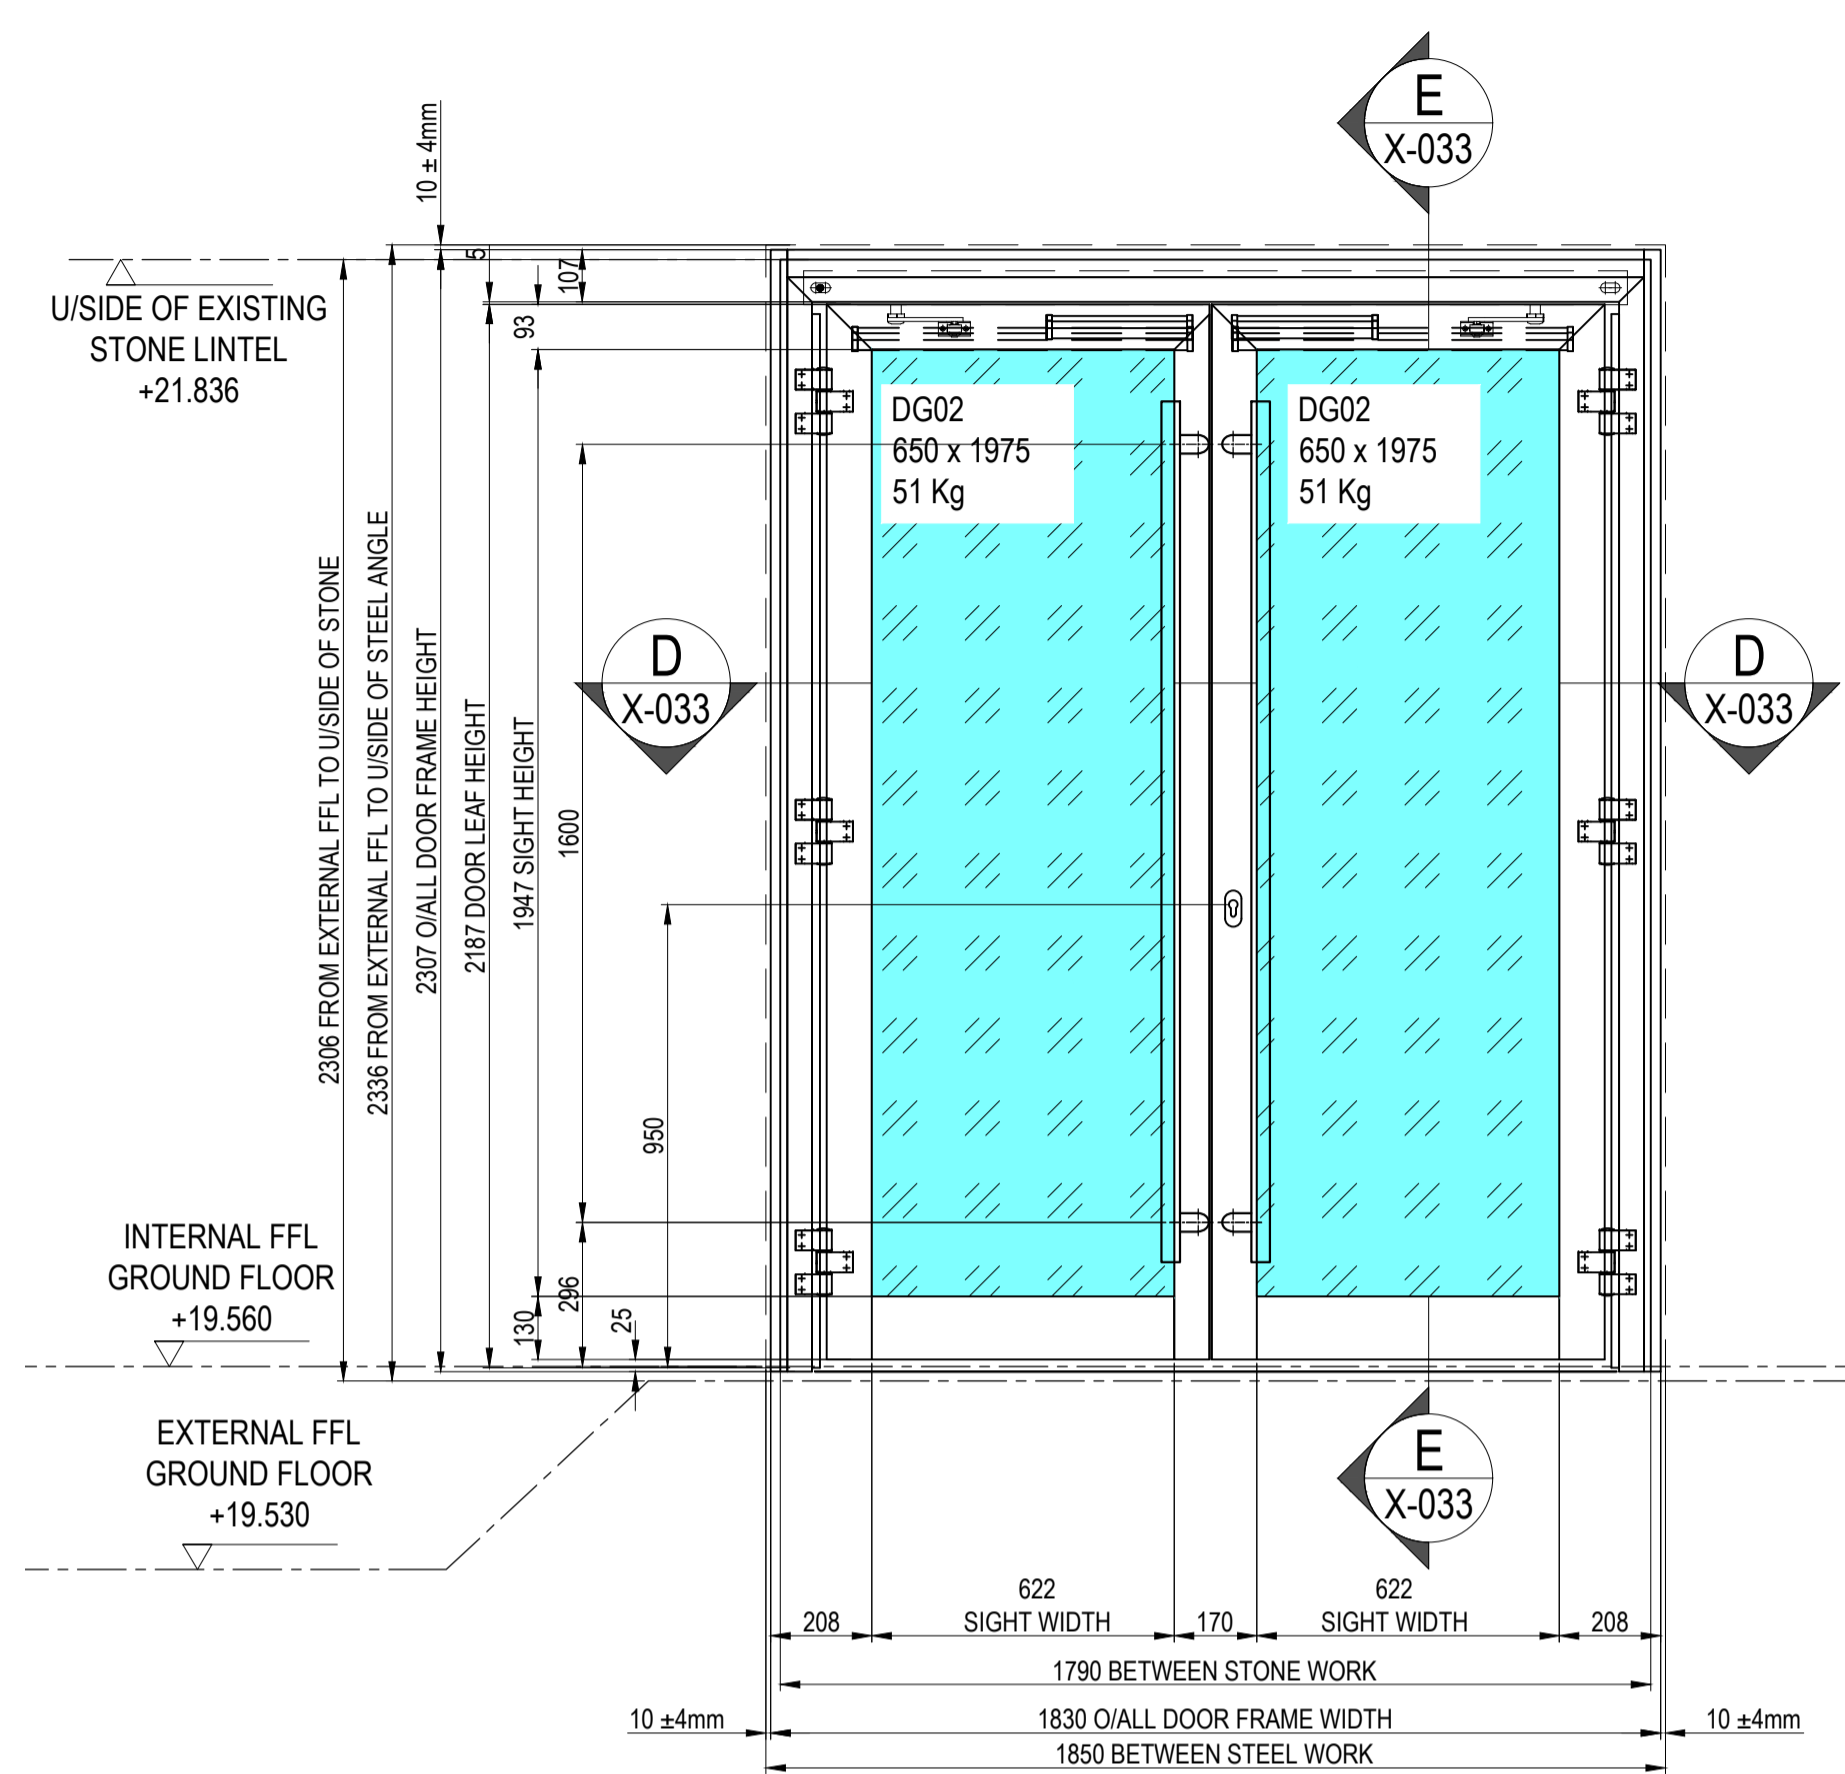 E
X-033
10 ± 4mm
5
107
93
U/SIDE OF EXISTING
STONE LINTEL
+21.836
DG02
650 x 1975
51 Kg
DG02
650 x 1975
51 Kg
2306 FROM EXTERNAL FFL TO U/SIDE OF STONE
2336 FROM EXTERNAL FFL TO U/SIDE OF STEEL ANGLE
2307 O/ALL DOOR FRAME HEIGHT
2187 DOOR LEAF HEIGHT
1947 SIGHT HEIGHT
1600
D
X-033
D
X-033
950
INTERNAL FFL
GROUND FLOOR
+19.560
130
296
25
EXTERNAL FFL
GROUND FLOOR
+19.530
E
X-033
208
622
SIGHT WIDTH
170
622
SIGHT WIDTH
208
1790 BETWEEN STONE WORK
10 ±4mm
1830 O/ALL DOOR FRAME WIDTH
10 ±4mm
1850 BETWEEN STEEL WORK